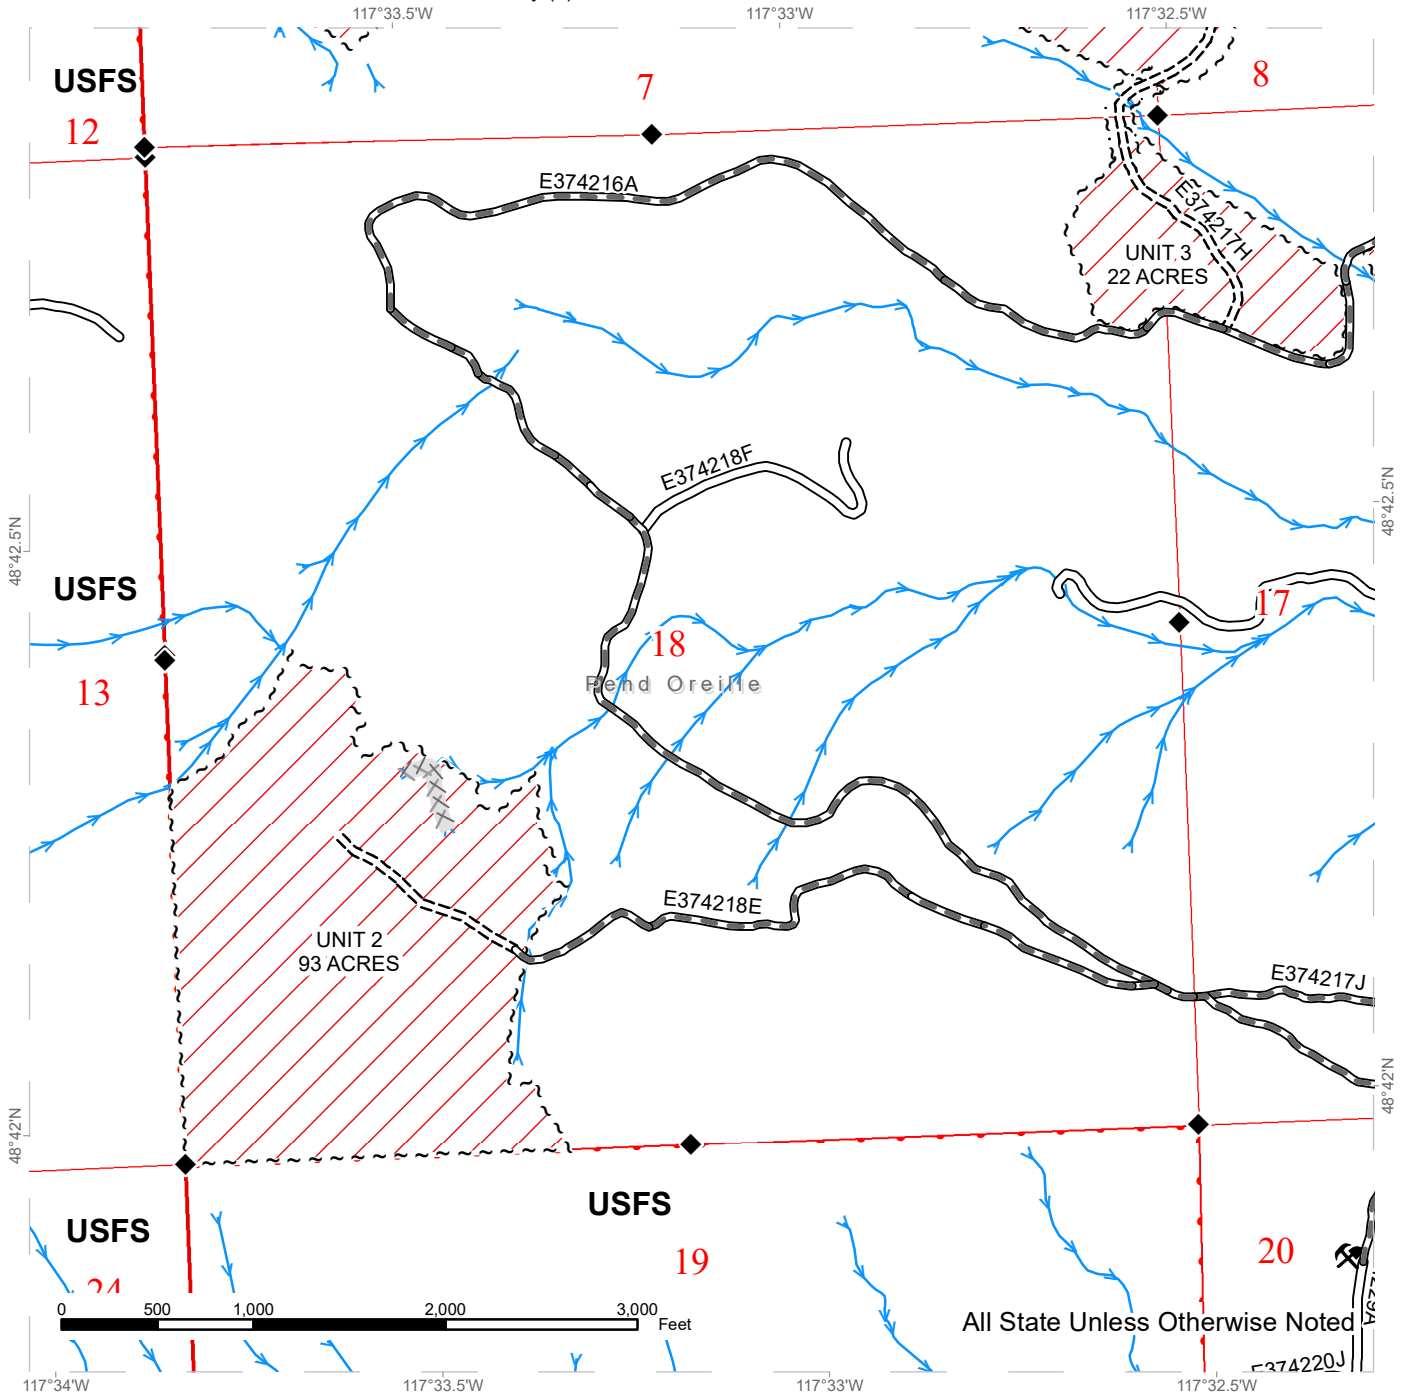 117°33.5'W
117°33'W
117°32.5'W
USFS
7
8
12
E374216A
E374217H
UNIT 3
22 ACRES
E374218F
48°42.5'N
48°42.5'N
USFS
17
18
Pend Oreille
13
E374218E
UNIT 2
93 ACRES
E374217J
48°42'N
48°42'N
USFS
USFS
19
20
24
0 500 1,000 2,000 3,000
Feet
All State Unless Otherwise Noted
E374220J
117°34'W
117°33.5'W
117°33'W
117°32.5'W